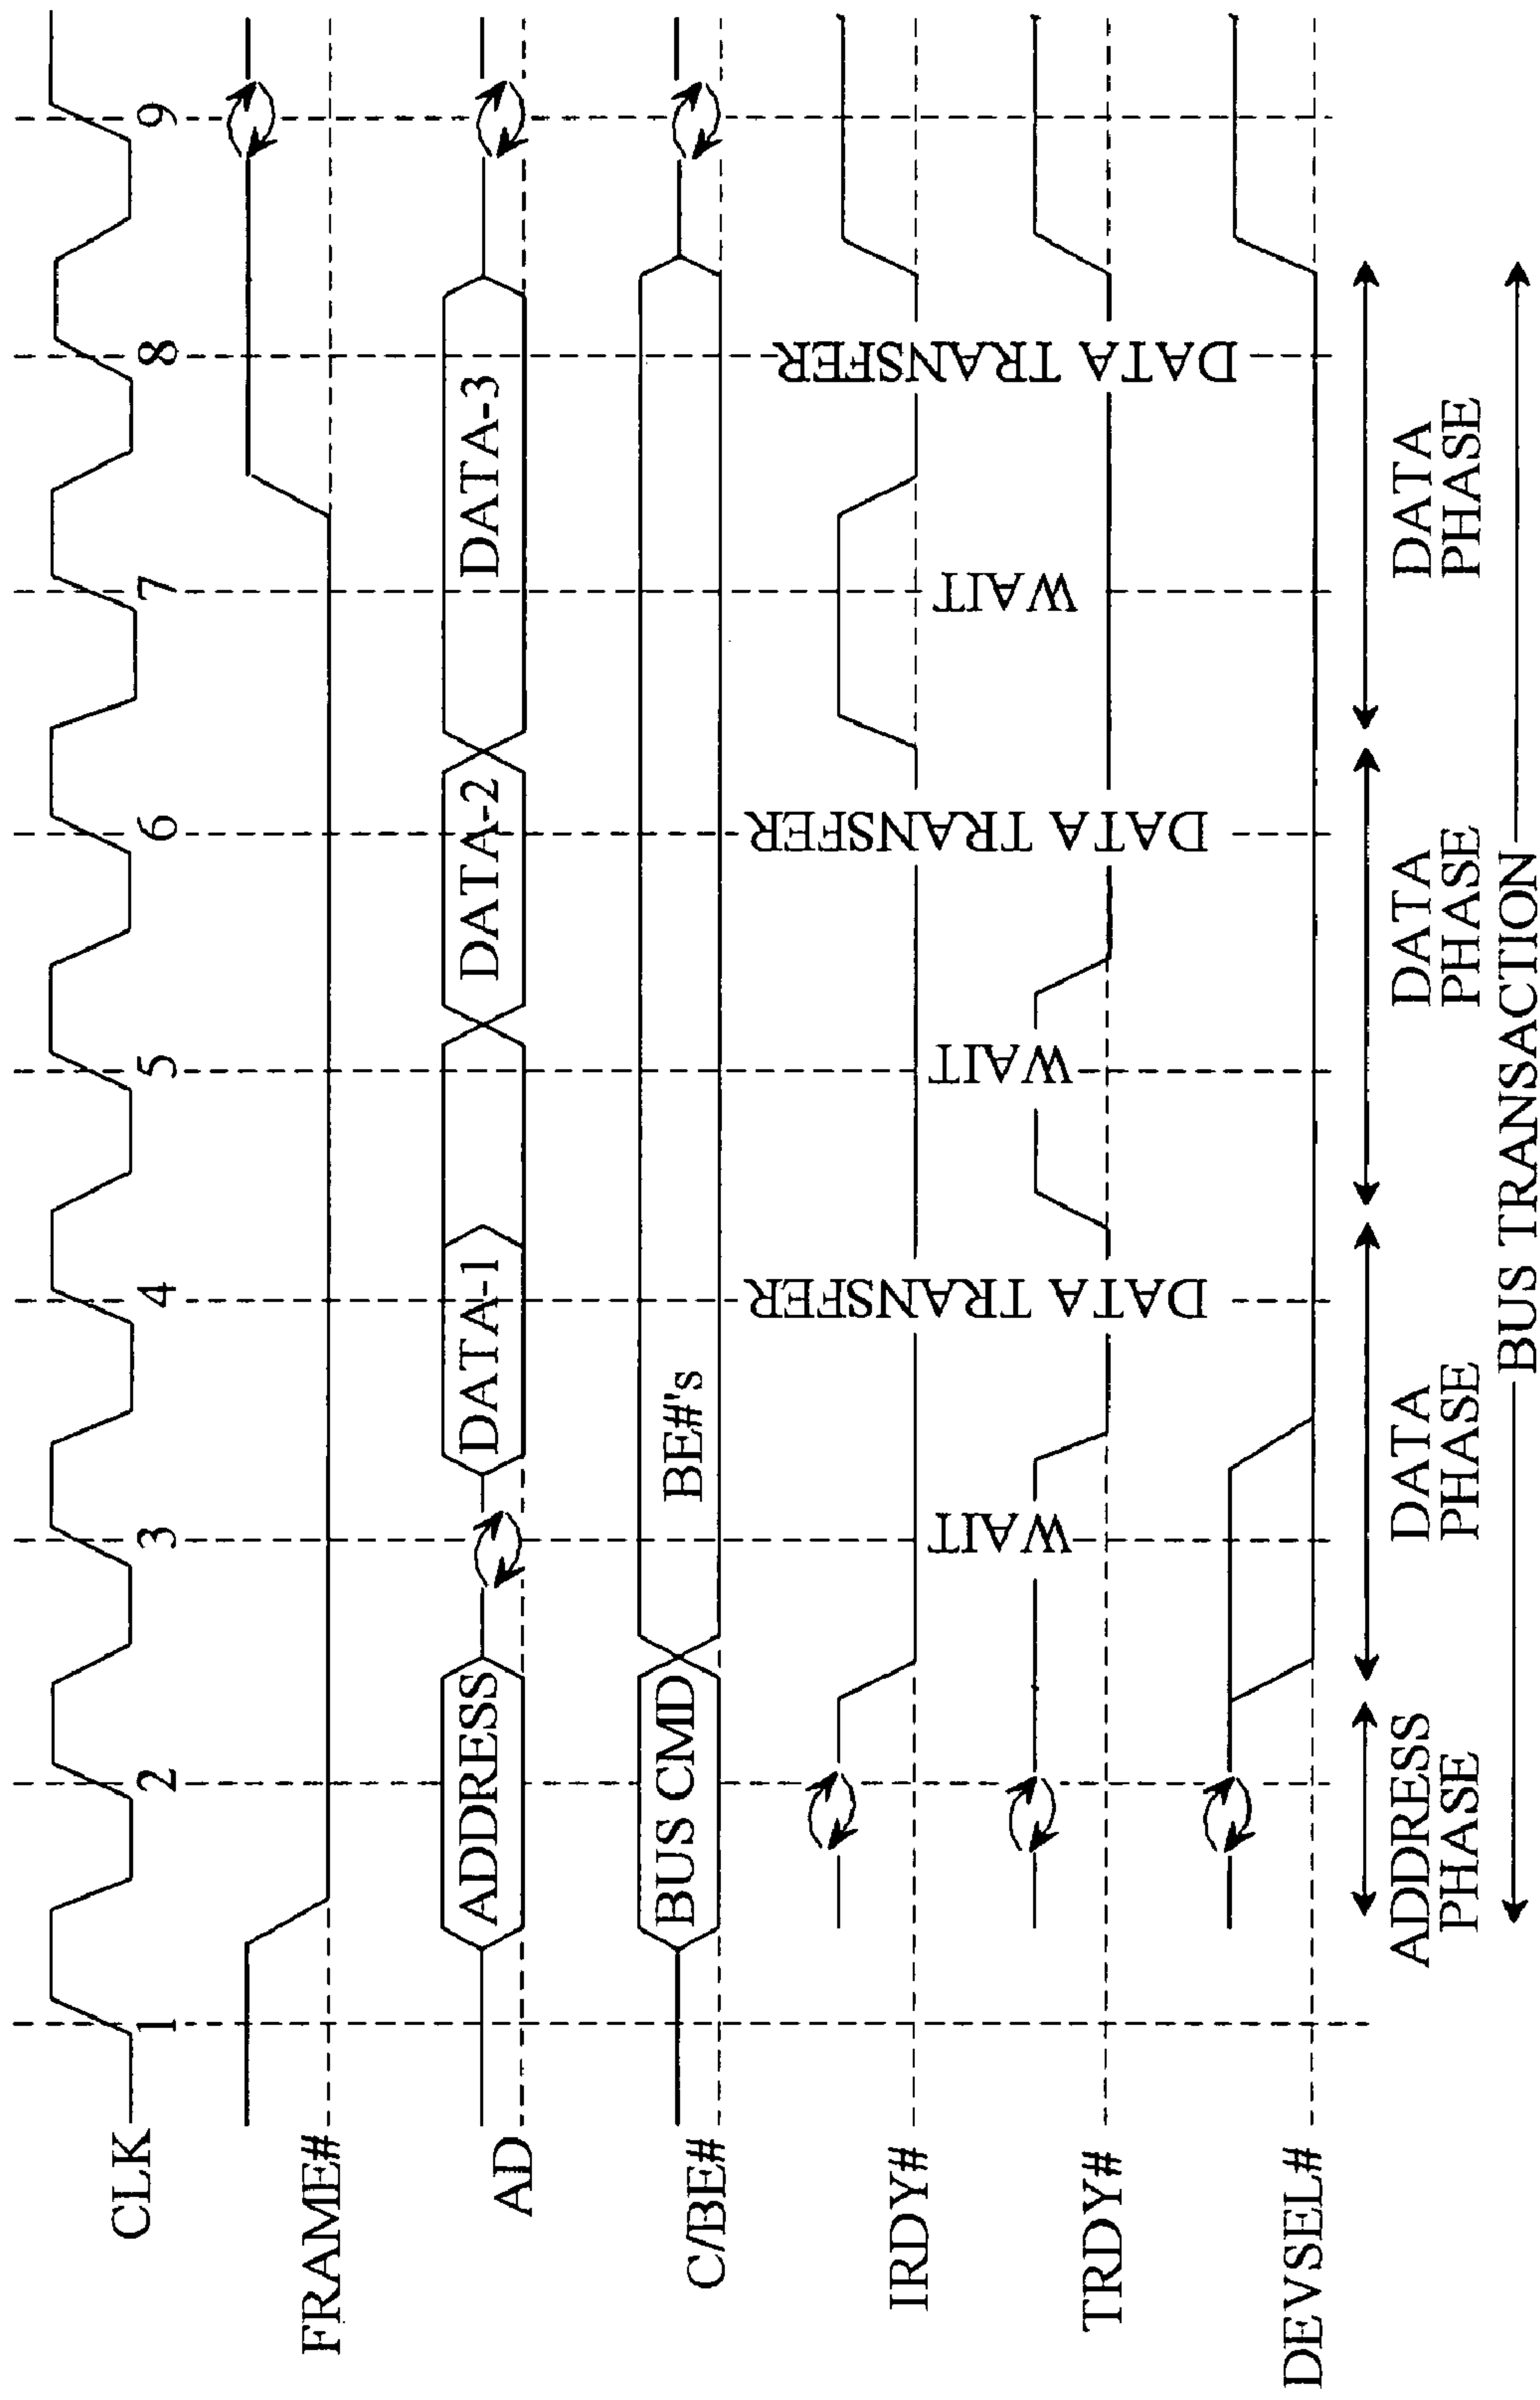 CLK
1 2 3 4 5 6 7 8 9
FRAME#
AD
ADDRESS
DATA-1
DATA-2
DATA-3
C/BE#
BUS CMD
BE#'s
IRDY#
TRDY#
WAIT
DATA TRANSFER
WAIT
DATA TRANSFER
WAIT
DATA TRANSFER
DEVSEL#
ADDRESS
PHASE
DATA
PHASE
DATA
PHASE
DATA
PHASE
BUS TRANSACTION